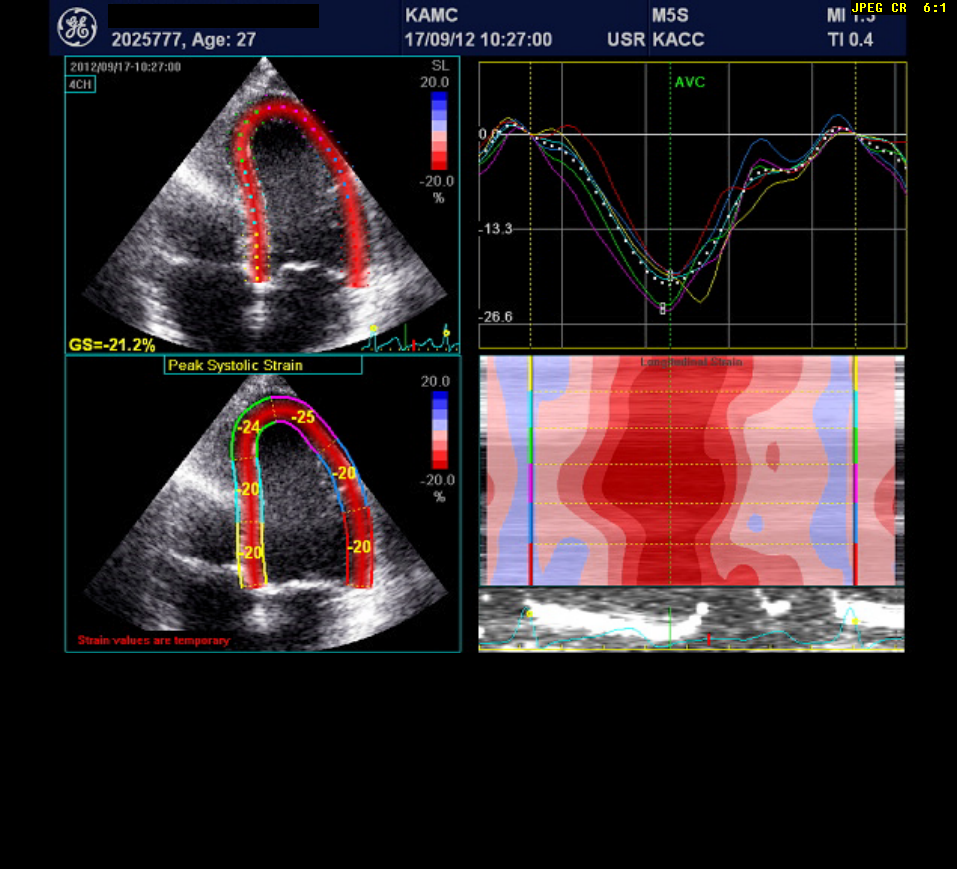 JPEG CR 6:1
KAMC M5S MI 1.3
2025777, Age: 27 17/09/12 10:27:00 USR KACC TI 0.4
2012/09/17-10:27:00 SL
4CH 20.0
-20.0
%
GS=-21.2%
AVC
0.0
-13.3
-26.6
Peak Systolic Strain
20.0
-20.0
%
-24 -25
-20 -20
-20 -20
Strain values are temporary
Longitudinal Strain